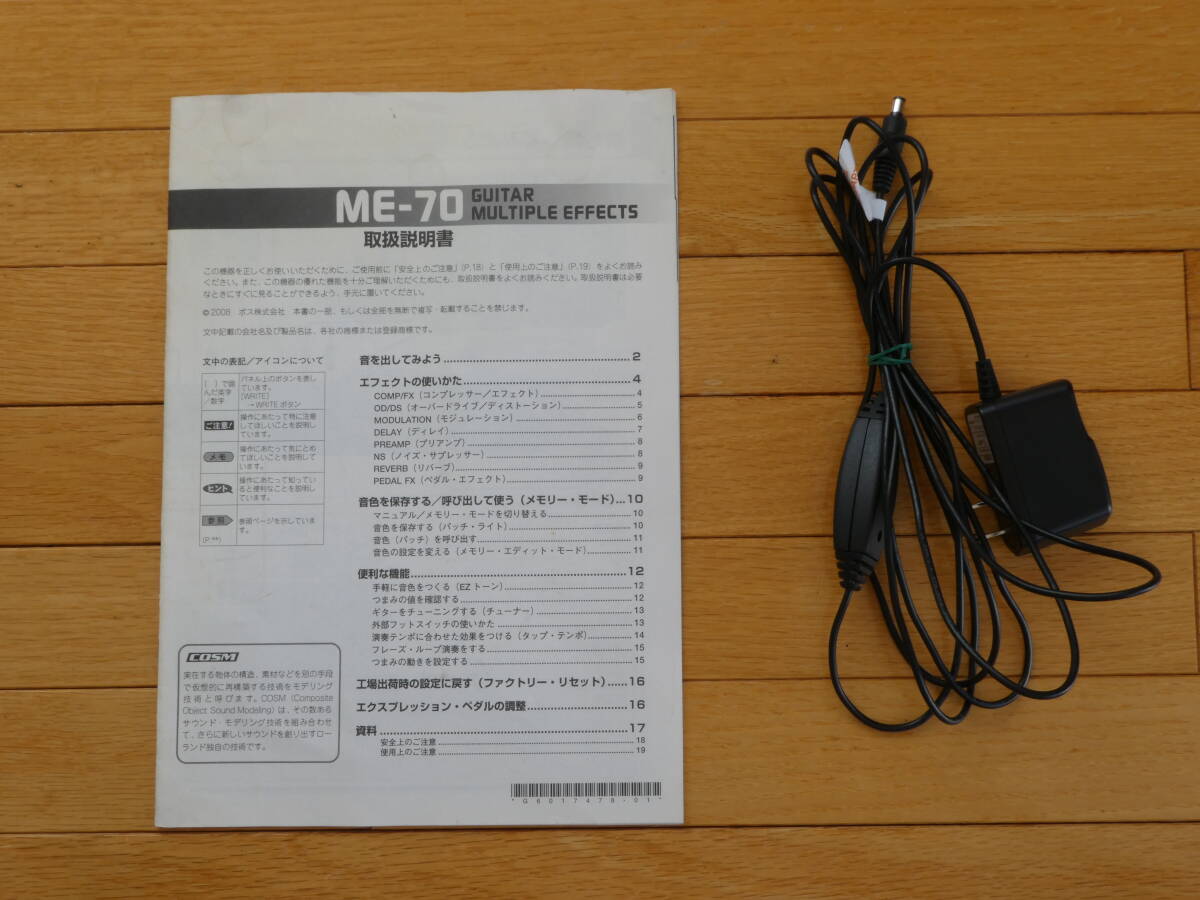 ME-70 GUITAR MULTIPLE EFFECTS
取扱説明書
この機器を正しくお使いいただくために、ご使用前に「安全上のご注意」(P.18) と「使用上のご注意」(P.19) をよくお読み
ください。また、この機器の優れた機能を十分ご理解いただくためにも、取扱説明書をよくお読みください。取扱説明書は必要
なときにすぐに見ることができるよう、手元に置いてください。
© 2008 ボス株式会社 本書の一部、もしくは全部を無断で複写・転載することを禁じます。
文中記載の会社名及び製品名は、各社の商標または登録商標です。
文中の表記/アイコンについて
[ ] で囲んだ英字/数字
パネル上のボタンを表しています。
[WRITE]
→ WRITE ボタン
ご注意!
操作にあたって特に注意してほしいことを説明しています。
メモ
操作にあたって気にとめてほしいことを説明しています。
ヒント
操作にあたって知っていると便利なことを説明しています。
参照
(P.**)
参照ページを示しています。
COSM
実在する物体の構造、素材などを別の手段
で仮想的に再構築する技術をモデリング
技術と呼びます。COSM (Composite
Object Sound Modeling) は、その数ある
サウンド・モデリング技術を組み合わせ
て、さらに新しいサウンドを創り出すロー
ランド独自の技術です。
音を出してみよう 2
エフェクトの使いかた 4
COMP/FX(コンプレッサー/エフェクト) 4
OD/DS(オーバードライブ/ディストーション) 5
MODULATION(モジュレーション) 6
DELAY(ディレイ) 7
PREAMP(プリアンプ) 8
NS(ノイズ・サプレッサー) 8
REVERB(リバーブ) 9
PEDAL FX(ペダル・エフェクト) 9
音色を保存する/呼び出して使う(メモリー・モード)...10
マニュアル/メモリー・モードを切り替える 10
音色を保存する(パッチ・ライト) 10
音色(パッチ)を呼び出す 11
音色の設定を変える(メモリー・エディット・モード) 11
便利な機能 12
手軽に音色をつくる(EZ トーン) 12
つまみの値を確認する 12
ギターをチューニングする(チューナー) 13
外部フットスイッチの使いかた 13
演奏テンポに合わせた効果をつける(タップ・テンポ) 14
フレーズ・ループ演奏をする 15
つまみの動きを設定する 15
工場出荷時の設定に戻す(ファクトリー・リセット) 16
エクスプレッション・ペダルの調整 16
資料 17
安全上のご注意 18
使用上のご注意 19
*G6017478-01*